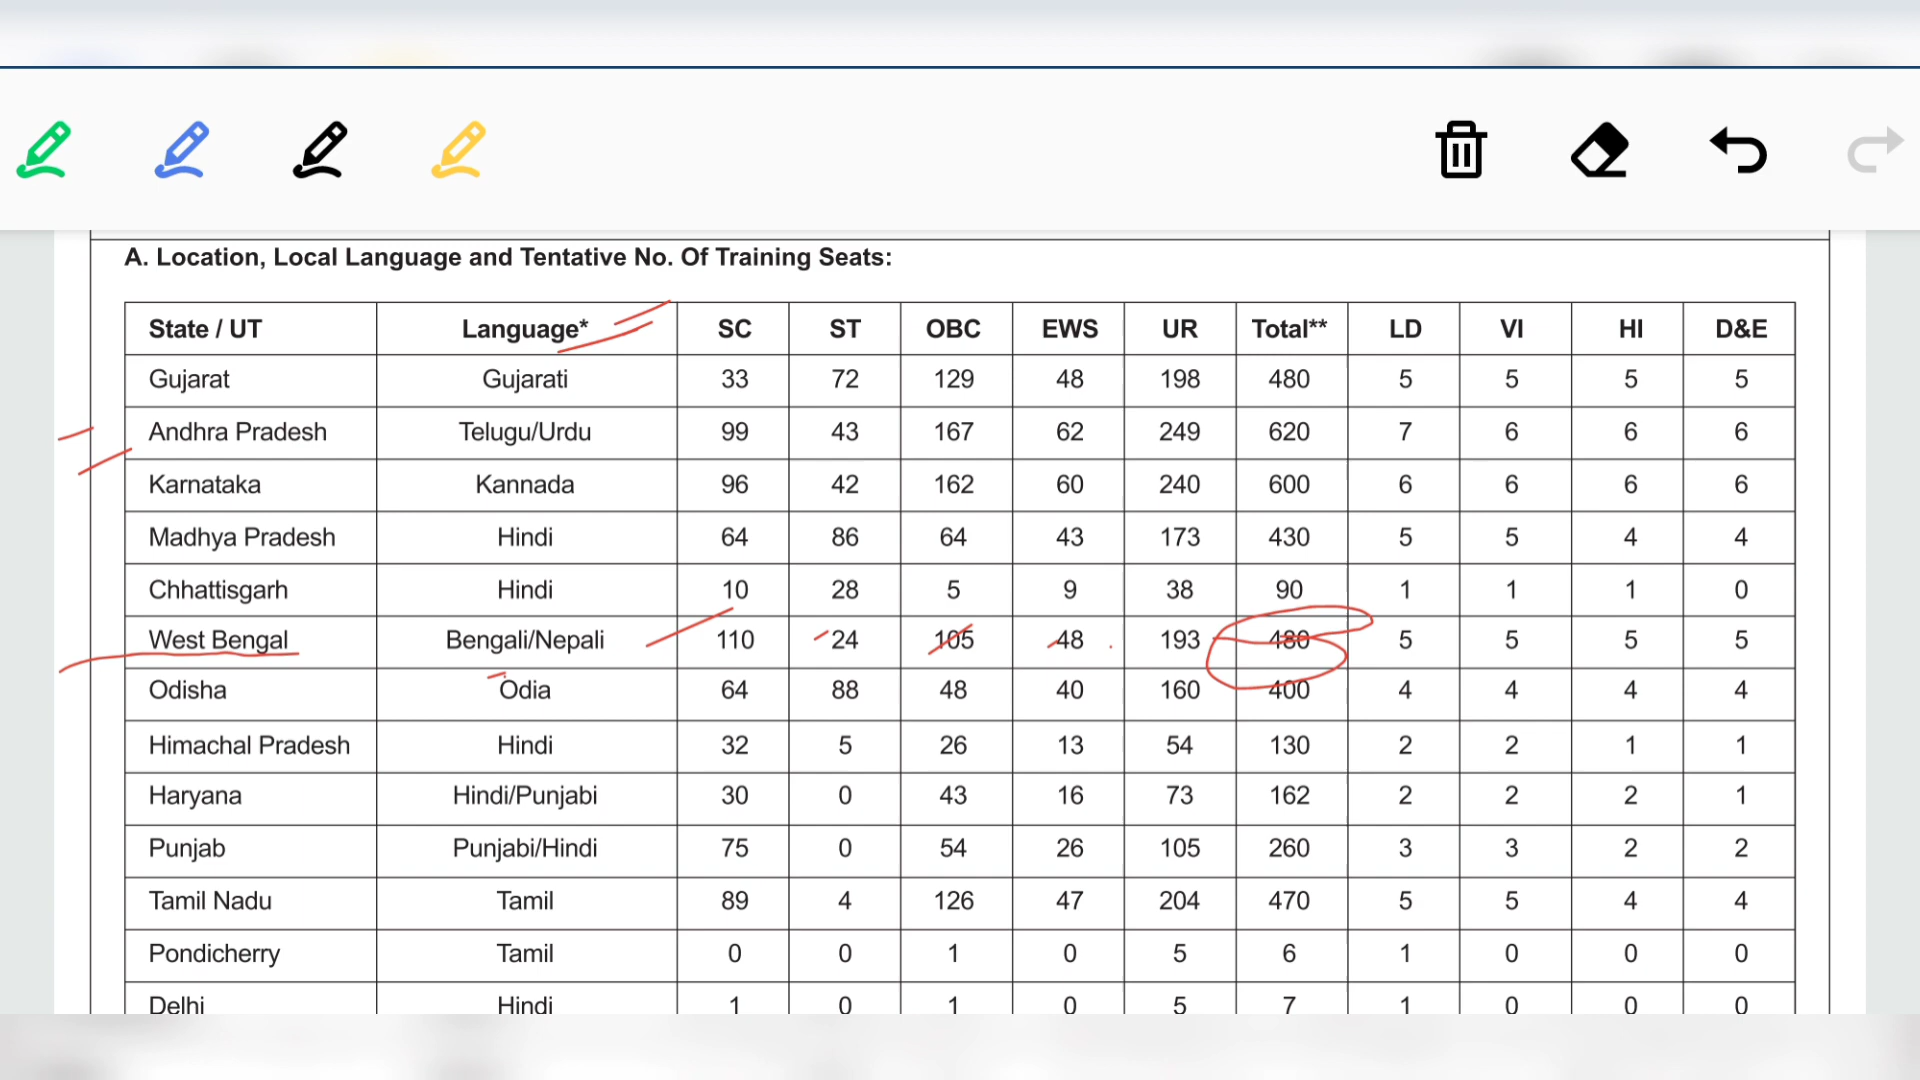 A. Location, Local Language and Tentative No. Of Training Seats:
State / UT Language* SC ST OBC EWS UR Total** LD VI HI D&E
Gujarat Gujarati 33 72 129 48 198 480 5 5 5 5
Andhra Pradesh Telugu/Urdu 99 43 167 62 249 620 7 6 6 6
Karnataka Kannada 96 42 162 60 240 600 6 6 6 6
Madhya Pradesh Hindi 64 86 64 43 173 430 5 5 4 4
Chhattisgarh Hindi 10 28 5 9 38 90 1 1 1 0
West Bengal Bengali/Nepali 110 24 105 48 193 480 5 5 5 5
Odisha Odia 64 88 48 40 160 400 4 4 4 4
Himachal Pradesh Hindi 32 5 26 13 54 130 2 2 1 1
Haryana Hindi/Punjabi 30 0 43 16 73 162 2 2 2 1
Punjab Punjabi/Hindi 75 0 54 26 105 260 3 3 2 2
Tamil Nadu Tamil 89 4 126 47 204 470 5 5 4 4
Pondicherry Tamil 0 0 1 0 5 6 1 0 0 0
Delhi Hindi 1 0 1 0 5 7 1 0 0 0